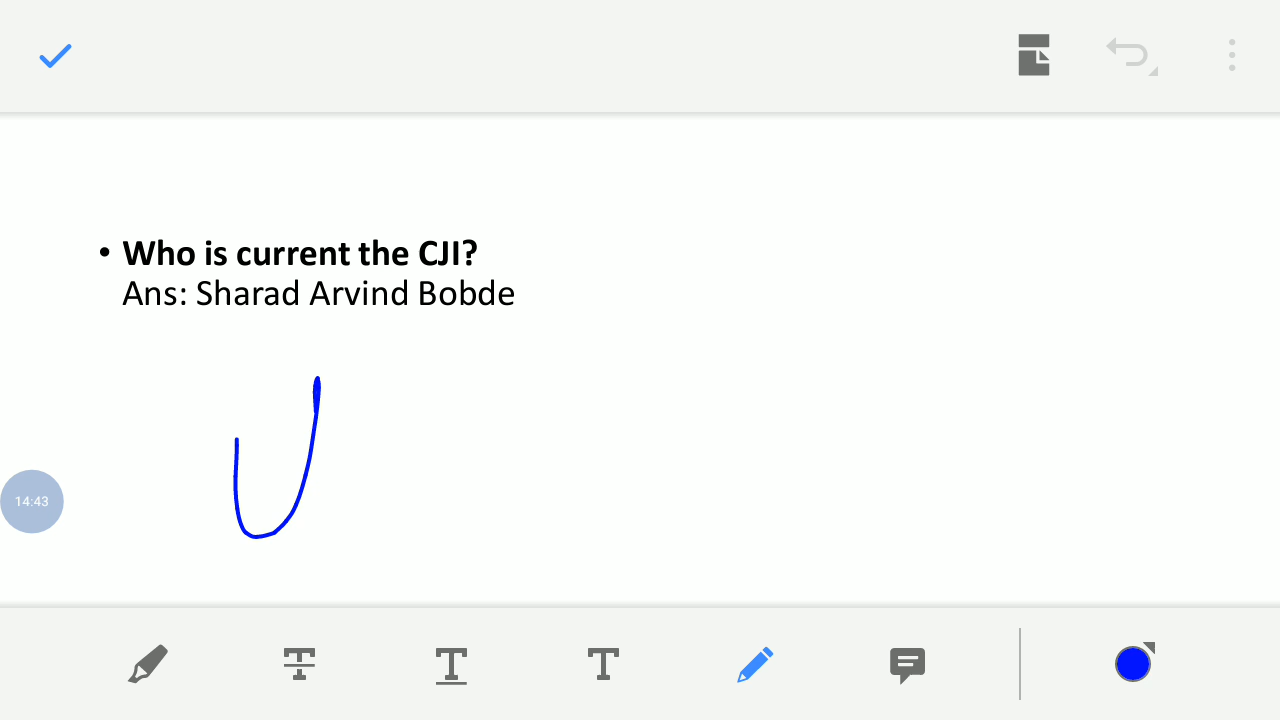 • Who is current the CJI?
Ans: Sharad Arvind Bobde
14:43